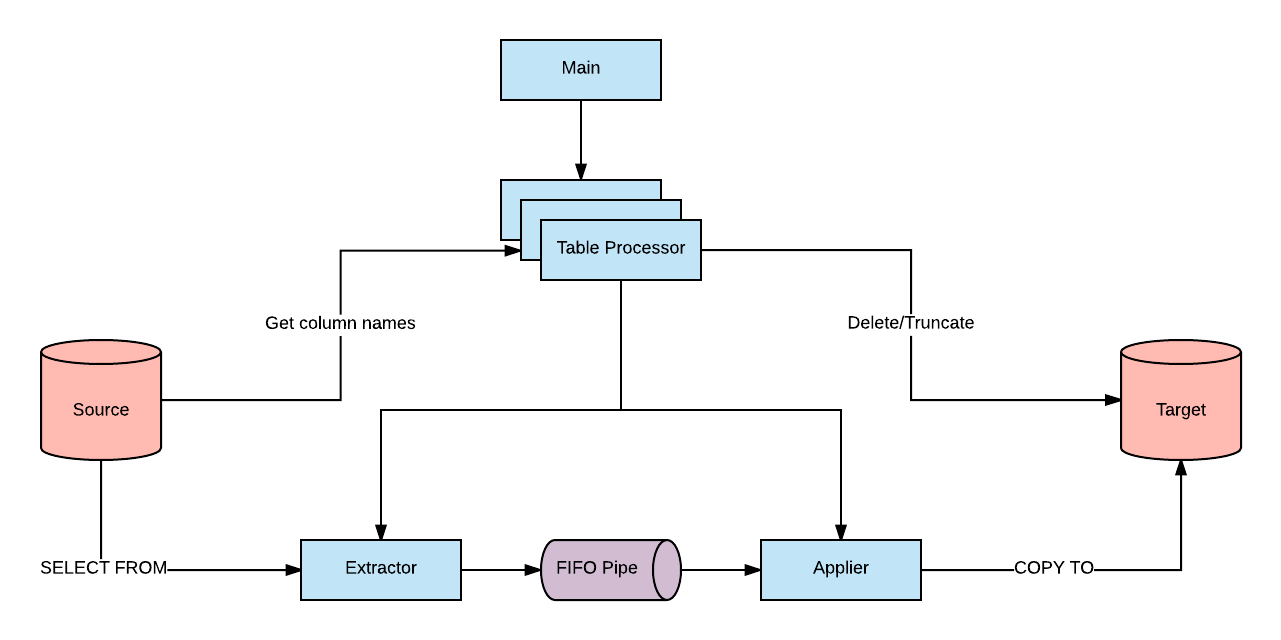 Main
Table Processor
Get column names
Delete/Truncate
Source
Target
SELECT FROM
Extractor
FIFO Pipe
Applier
COPY TO